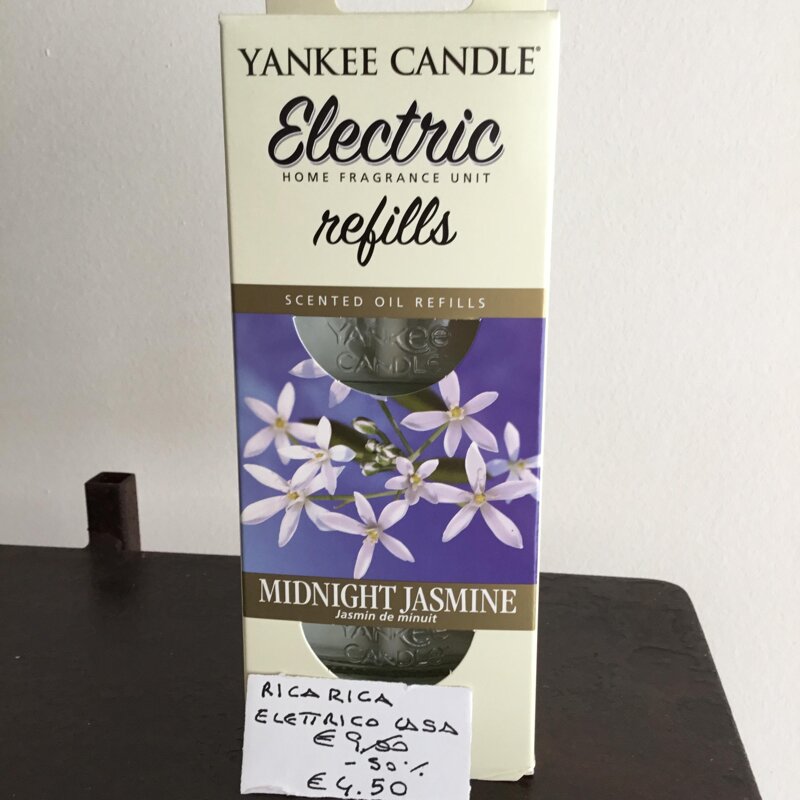 YANKEE CANDLE®
Electric
HOME FRAGRANCE UNIT
refills
SCENTED OIL REFILLS
YANKEE
CANDLE
MIDNIGHT JASMINE
Jasmin de minuit
YANKEE
CANDLE
RICARICA
ELETTRICO CASA
€ 9,50
- 50 %
€ 4.50